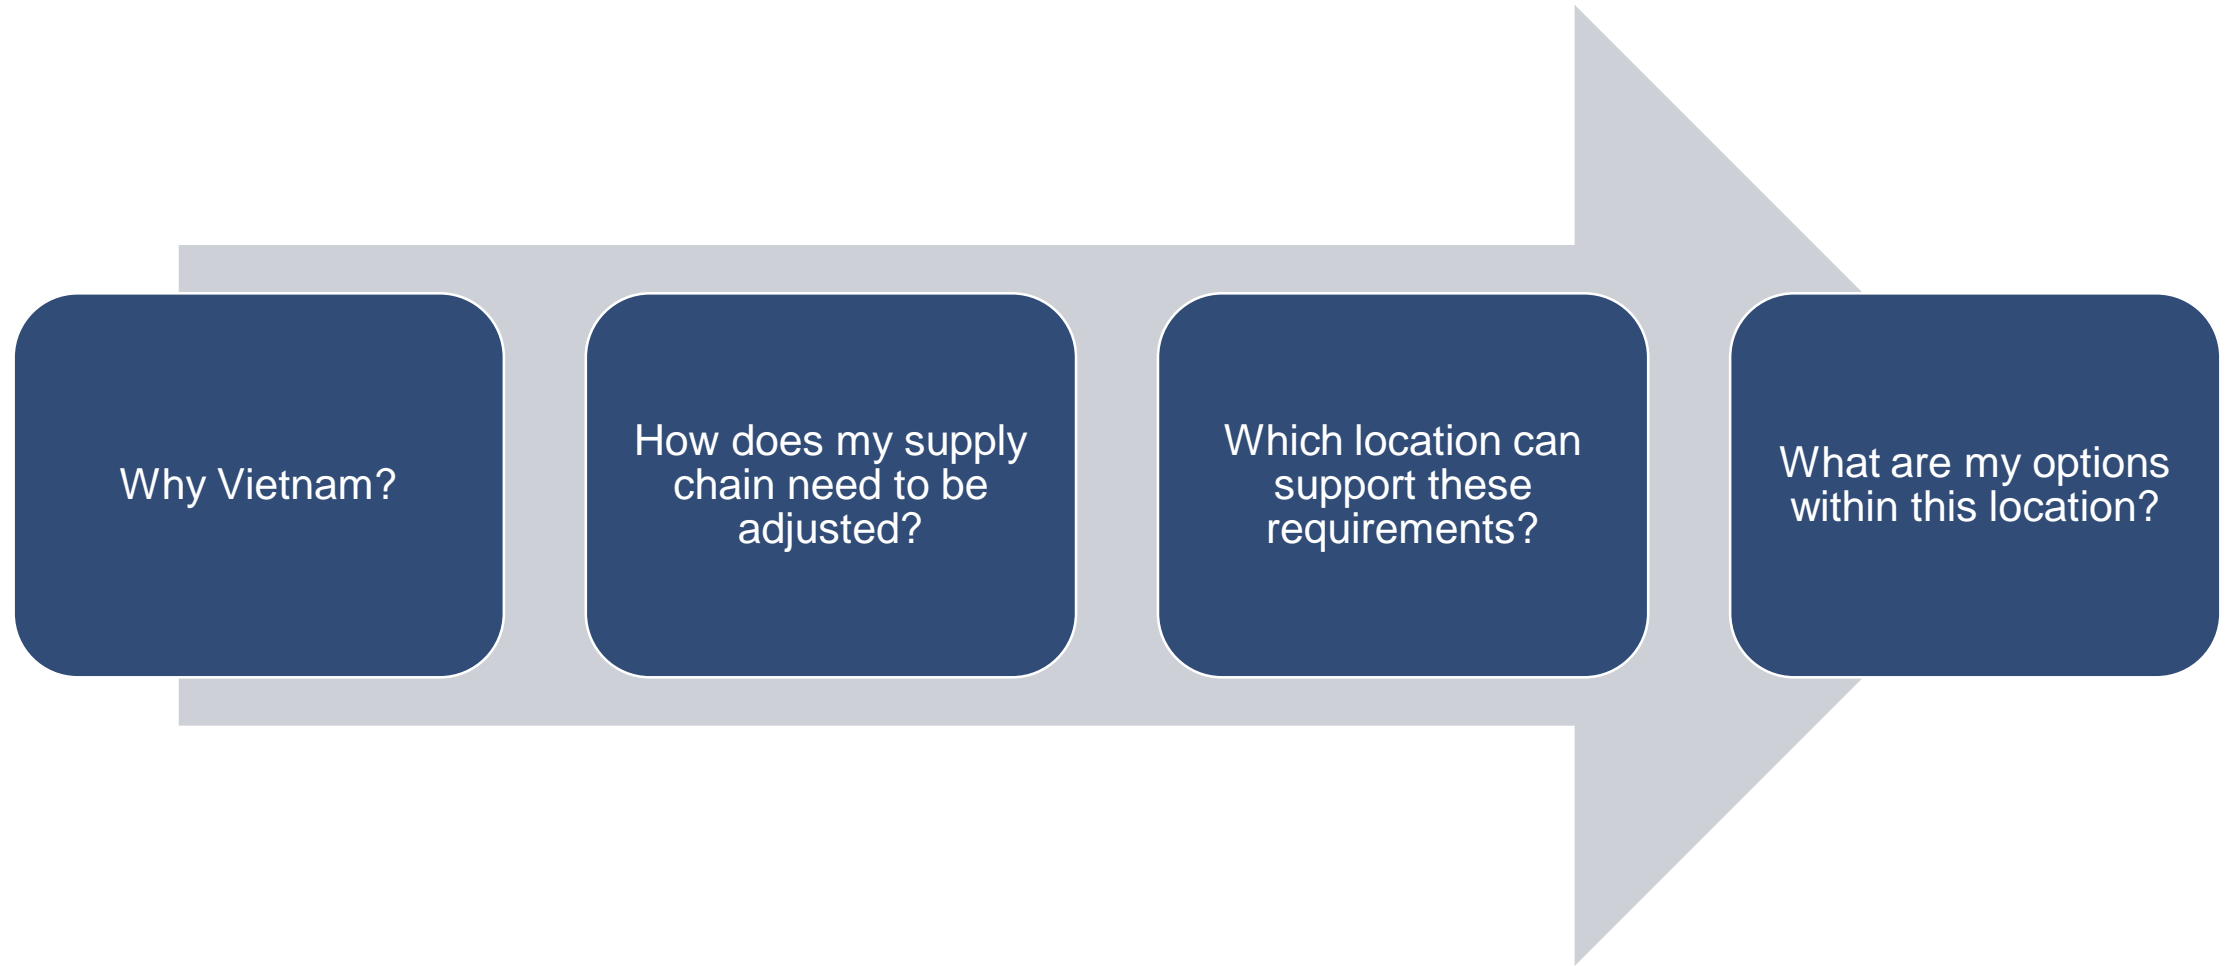 Why Vietnam?
How does my supply
chain need to be
adjusted?
Which location can
support these
requirements?
What are my options
within this location?